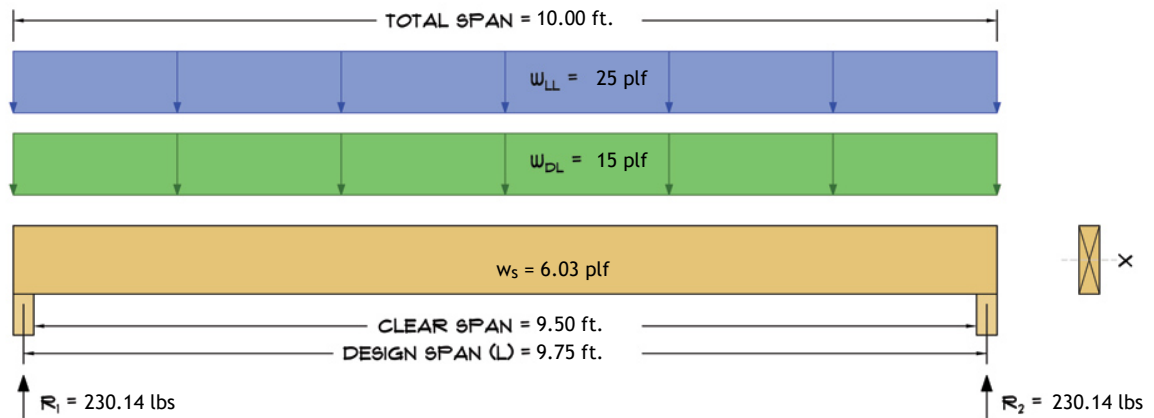 TOTAL SPAN = 10.00 ft.
WLL = 25 plf
WDL = 15 plf
ws = 6.03 plf
X
CLEAR SPAN = 9.50 ft.
DESIGN SPAN (L) = 9.75 ft.
R1 = 230.14 lbs
R2 = 230.14 lbs